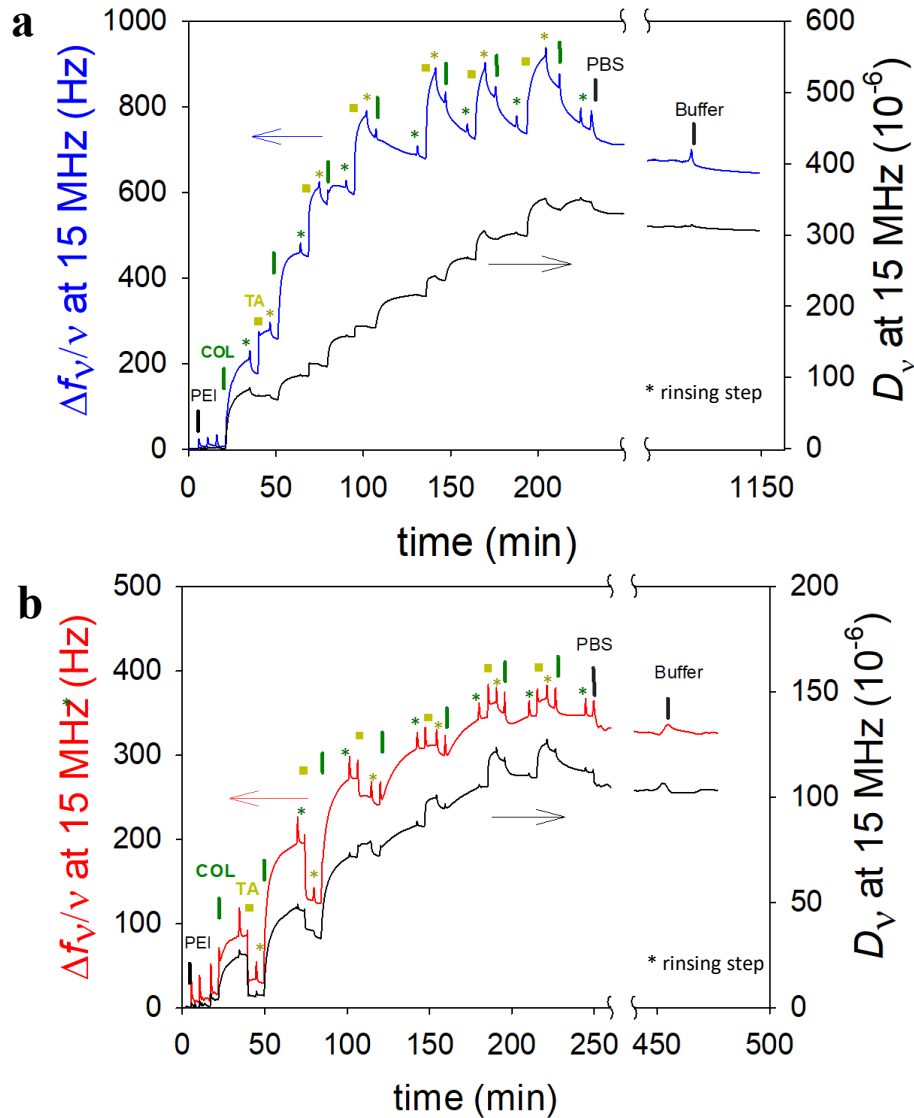 a
1000
800
600
400
200
0
Δfν/ν at 15 MHz (Hz)
600
500
400
300
200
100
0
Dν at 15 MHz (10-6)
PEI
COL
TA
PBS
Buffer
* rinsing step
0 50 100 150 200 1150
time (min)
b
500
400
300
200
100
0
Δfν/ν at 15 MHz (Hz)
200
150
100
50
0
Dν at 15 MHz (10-6)
PEI
COL
TA
PBS
Buffer
* rinsing step
0 50 100 150 200 250 450 500
time (min)